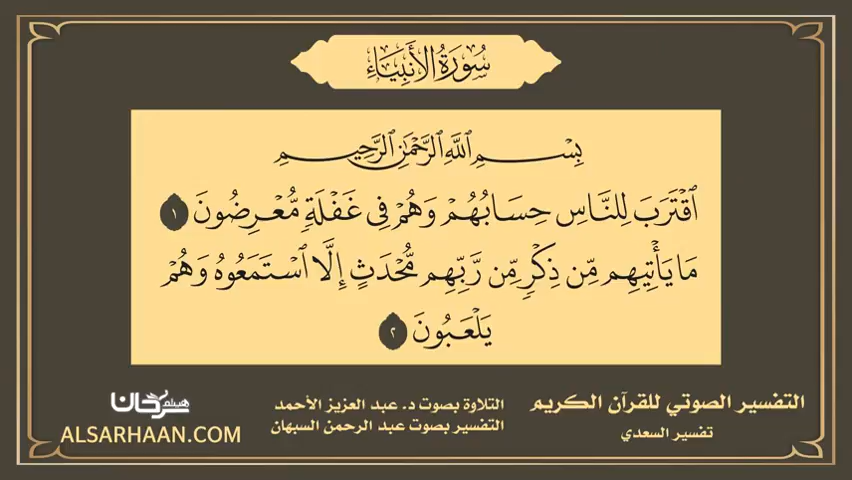 سُورَةُ الأَنبِيَاءِ
بِسْمِ ٱللَّهِ ٱلرَّحْمَٰنِ ٱلرَّحِيمِ
ٱقْتَرَبَ لِلنَّاسِ حِسَابُهُمْ وَهُمْ فِى غَفْلَةٍ مُّعْرِضُونَ ١
مَا يَأْتِيهِم مِّن ذِكْرٍ مِّن رَّبِّهِم مُّحْدَثٍ إِلَّا ٱسْتَمَعُوهُ وَهُمْ
يَلْعَبُونَ ٢
التفسير الصوتي للقرآن الكريم
تفسير السعدي
التلاوة بصوت د. عبد العزيز الأحمد
التفسير بصوت عبد الرحمن السبهان
هيثم سرحان
ALSARHAAN.COM